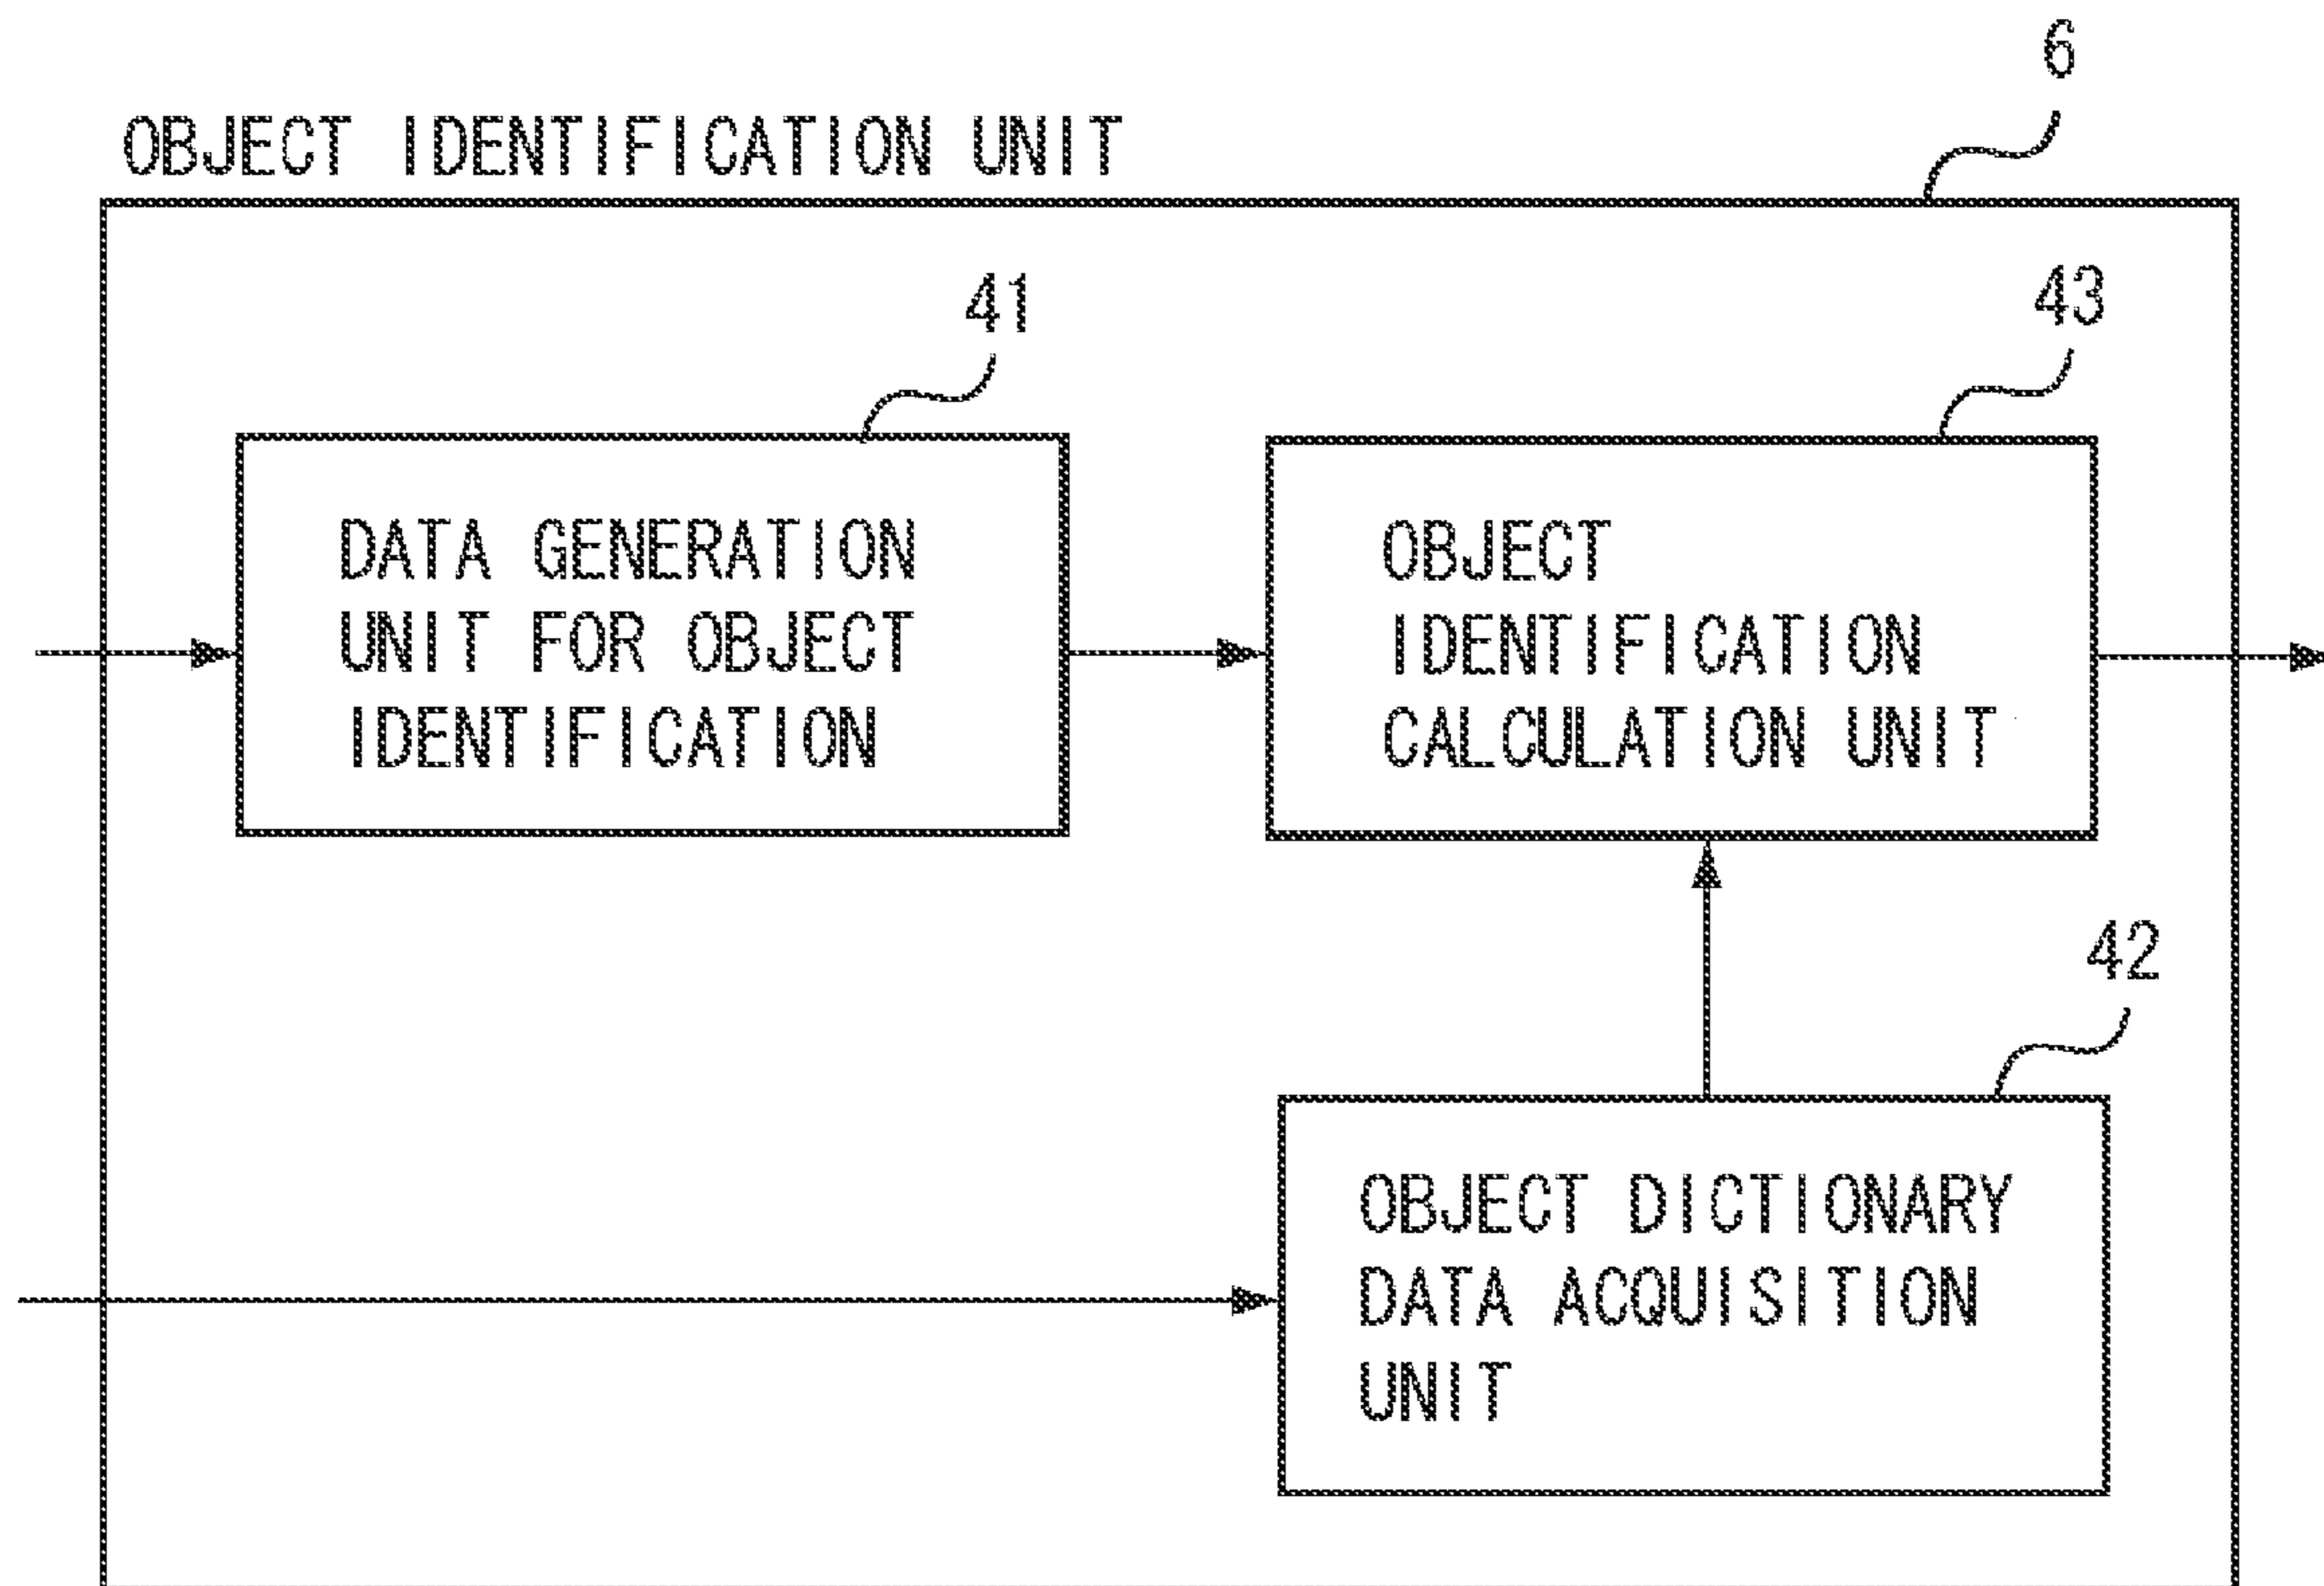 6
OBJECT IDENTIFICATION UNIT
41
43
DATA GENERATION
UNIT FOR OBJECT
IDENTIFICATION
OBJECT
IDENTIFICATION
CALCULATION UNIT
42
OBJECT DICTIONARY
DATA ACQUISITION
UNIT